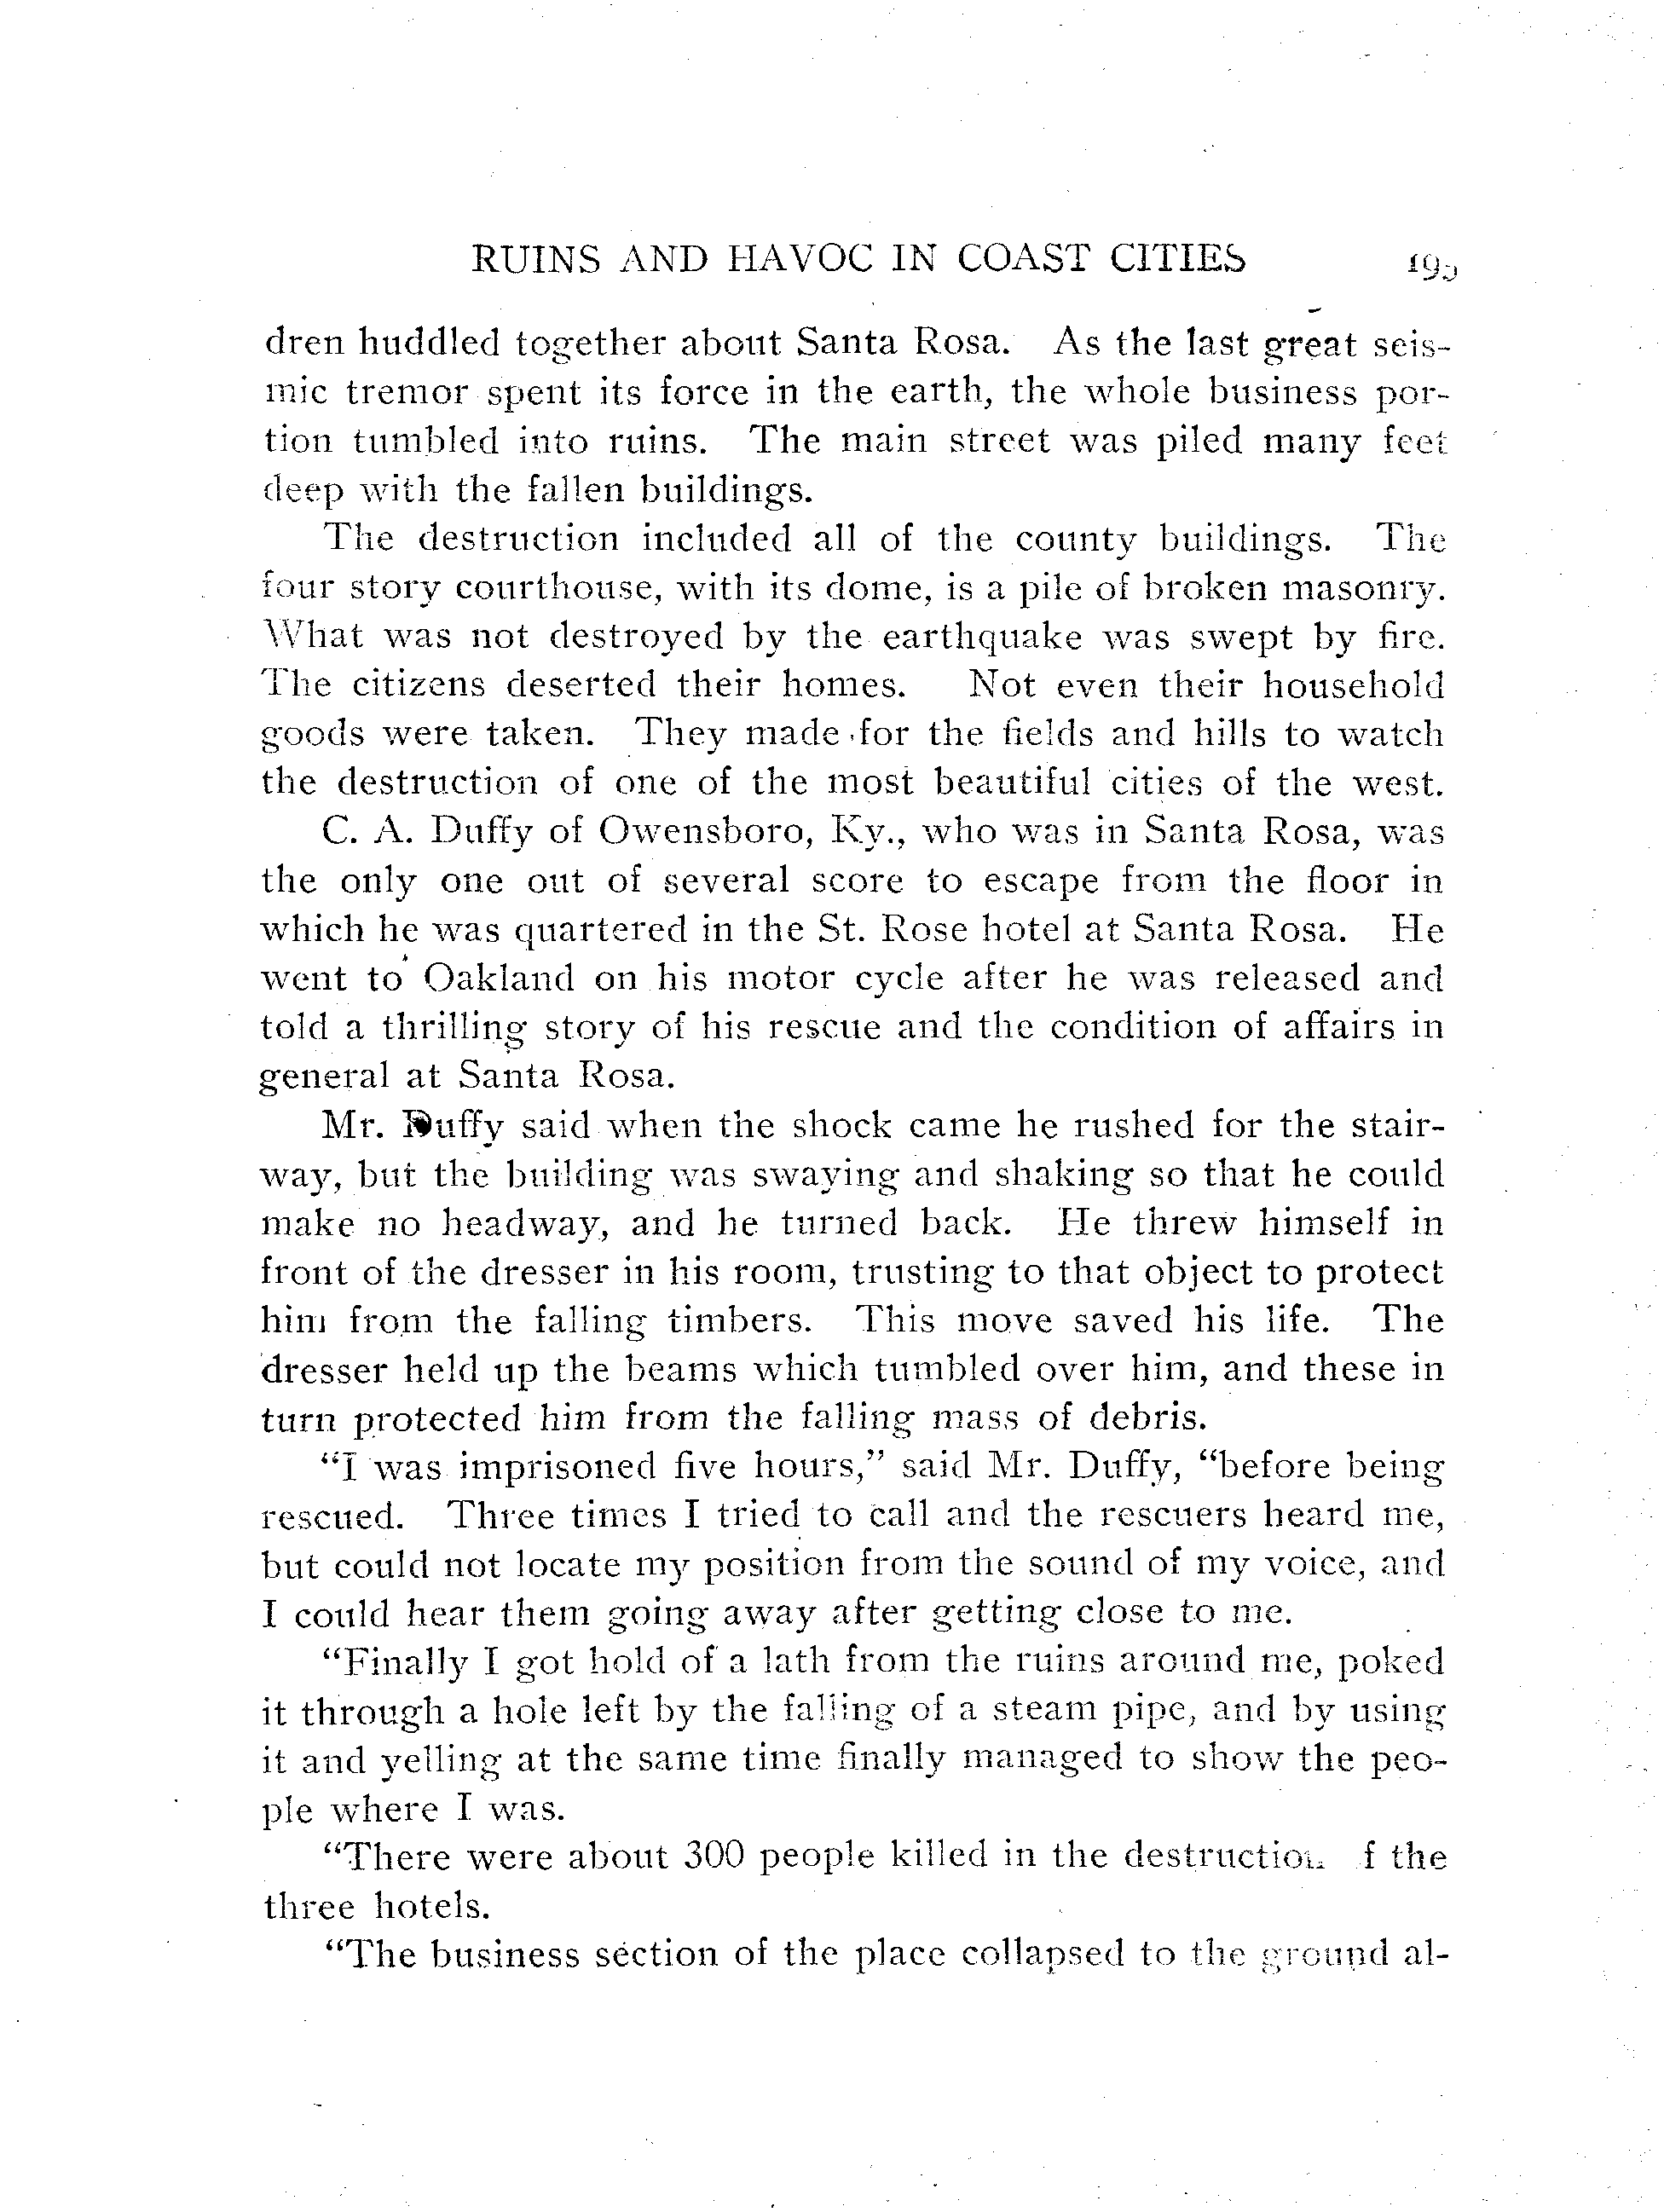 RUINS AND HAVOC IN COAST CITIES
dren huddled together about Santa Rosa. As the last great seis-
mic tremor spent its force in the earth, the whole business por-
tion tumbled into ruins. The main street was piled many feet
deep with the fallen buildings.
The destruction included all of the county buildings. The
four story courthouse, with its dome, is a pile of broken masonry.
What was not destroyed by the earthquake was swept by fire.
The citizens deserted their homes. Not even their household
goods were taken. They made for the fields and hills to watch
the destruction of one of the most beautiful cities of the west.
C. A. Duffy of Owensboro, Ky., who was in Santa Rosa, was
the only one out of several score to escape from the floor in
which he was quartered in the St. Rose hotel at Santa Rosa. He
went to Oakland on his motor cycle after he was released and
told a thrilling story of his rescue and the condition of affairs in
general at Santa Rosa.
Mr. Duffy said when the shock came he rushed for the stair-
way, but the building was swaying and shaking so that he could
make no headway, and he turned back. He threw himself in
front of the dresser in his room, trusting to that object to protect
him from the falling timbers. This move saved his life. The
dresser held up the beams which tumbled over him, and these in
turn protected him from the falling mass of debris.
“I was imprisoned five hours,” said Mr. Duffy, “before being
rescued. Three times I tried to call and the rescuers heard me,
but could not locate my position from the sound of my voice, and
I could hear them going away after getting close to me.
“Finally I got hold of a lath from the ruins around me, poked
it through a hole left by the falling of a steam pipe, and by using
it and yelling at the same time finally managed to show the peo-
ple where I was.
“There were about 300 people killed in the destruction f the
three hotels.
“The business section of the place collapsed to the ground al-